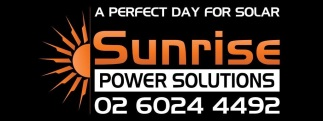 A PERFECT DAY FOR SOLAR
Sunrise
POWER SOLUTIONS
02 6024 4492